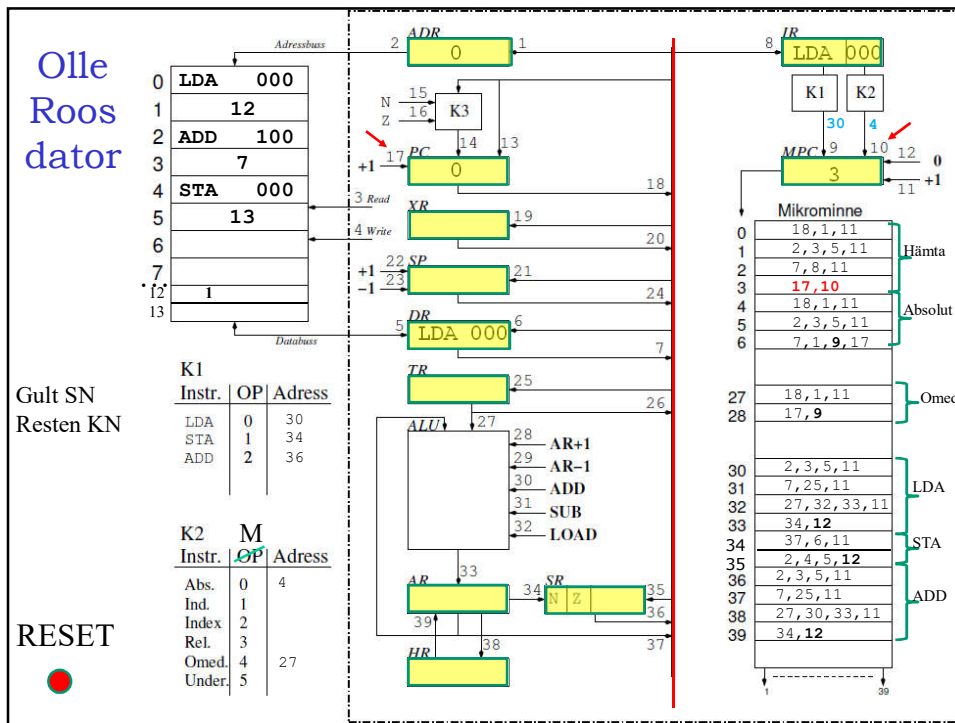 Olle
Roos
dator
Adressbuss
0 LDA 000
1 12
2 ADD 100
3 7
4 STA 000
5 13
6
7
12 1
13
Databuss
3 Read
4 Write
Gult SN
Resten KN
K1
Instr. OP Adress
LDA 0 30
STA 1 34
ADD 2 36
K2 M
Instr. OP Adress
Abs. 0 4
Ind. 1
Index 2
Rel. 3
Omed. 4 27
Under. 5
RESET
2 ADR 1
0
N 15
Z 16
K3
14 13
+1 17 PC
0
18
XR 19
20
+1 22 SP 21
−1 23
24
5 DR 6
LDA 000
7
TR 25
26
27
ALU
28 AR+1
29 AR−1
30 ADD
31 SUB
32 LOAD
33
AR 34 SR 35
N Z
36
39 38 37
HR
8 IR
LDA 000
K1 K2
30 4
9 10
MPC 12 0
3
11 +1
Mikrominne
0 18,1,11
1 2,3,5,11
2 7,8,11
3 17,10
Hämta
4 18,1,11
5 2,3,5,11
6 7,1,9,17
Absolut
27 18,1,11
28 17,9
Omed
30 2,3,5,11
31 7,25,11
32 27,32,33,11
33 34,12
LDA
34 37,6,11
35 2,4,5,12
STA
36 2,3,5,11
37 7,25,11
38 27,30,33,11
39 34,12
ADD
1 39